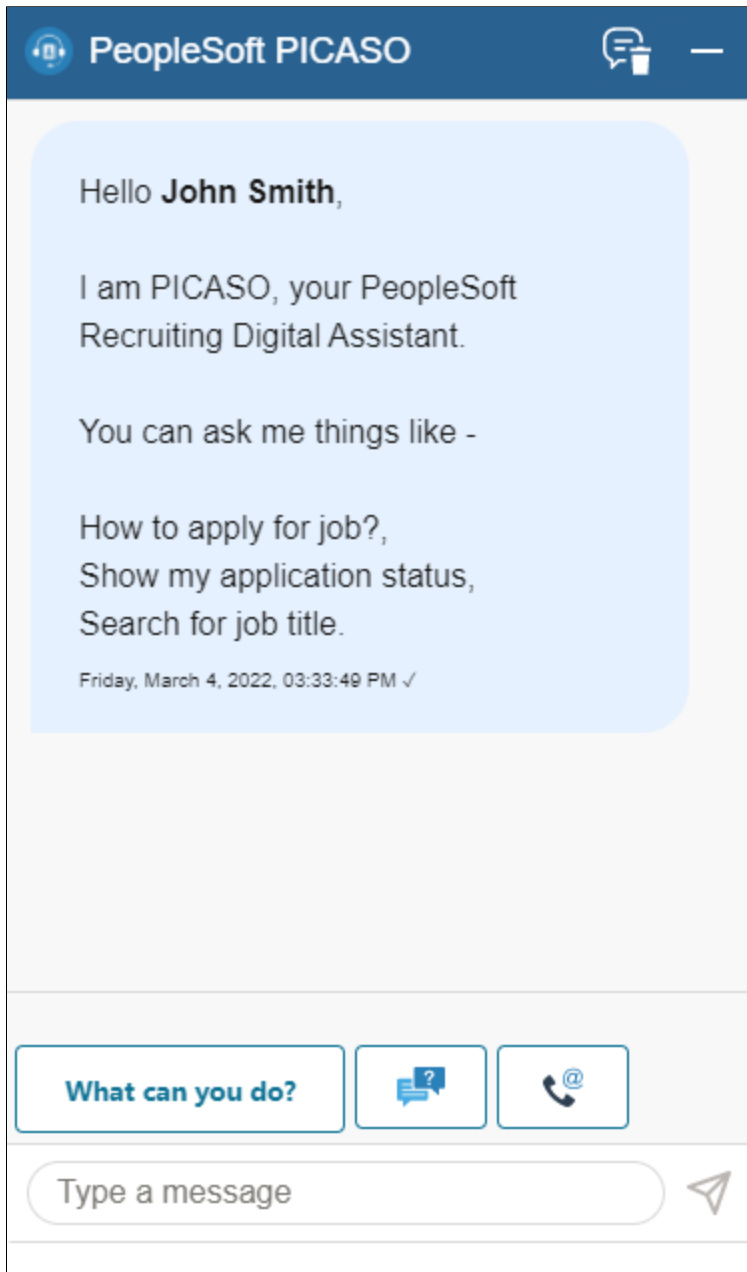 PeopleSoft PICASO
Hello John Smith,
I am PICASO, your PeopleSoft
Recruiting Digital Assistant.
You can ask me things like -
How to apply for job?,
Show my application status,
Search for job title.
Friday, March 4, 2022, 03:33:49 PM ✓
What can you do?
?
@
Type a message